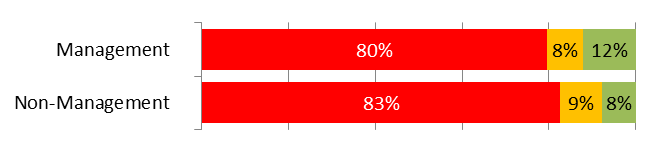 Management 80% 8% 12%
Non-Management 83% 9% 8%